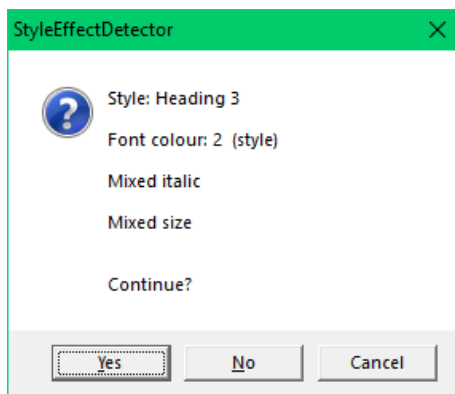 StyleEffectDetector
Style: Heading 3
Font colour: 2  (style)
Mixed italic
Mixed size
Continue?
Yes
No
Cancel